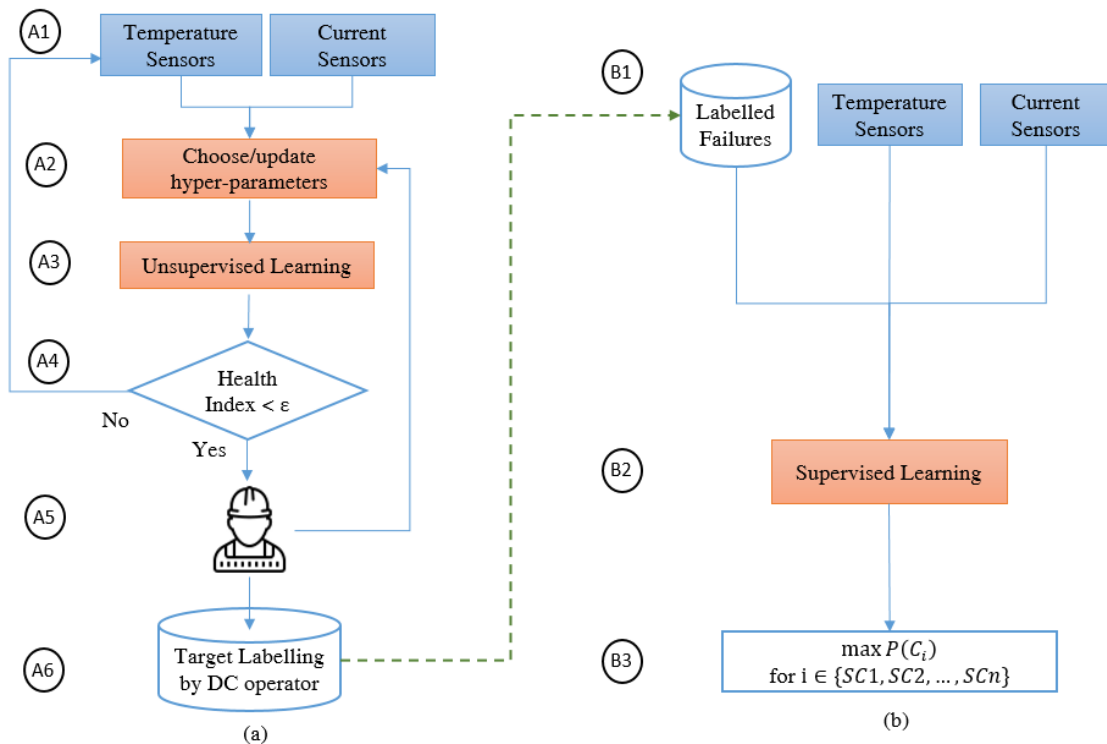 A1
Temperature
Sensors
Current
Sensors
A2
Choose/update
hyper-parameters
A3
Unsupervised Learning
A4
Health
Index < ε
No
Yes
A5
A6
Target Labelling
by DC operator
(a)
B1
Labelled
Failures
Temperature
Sensors
Current
Sensors
B2
Supervised Learning
B3
max P(C_i)
for i ∈ {SC1, SC2, … , SCn}
(b)